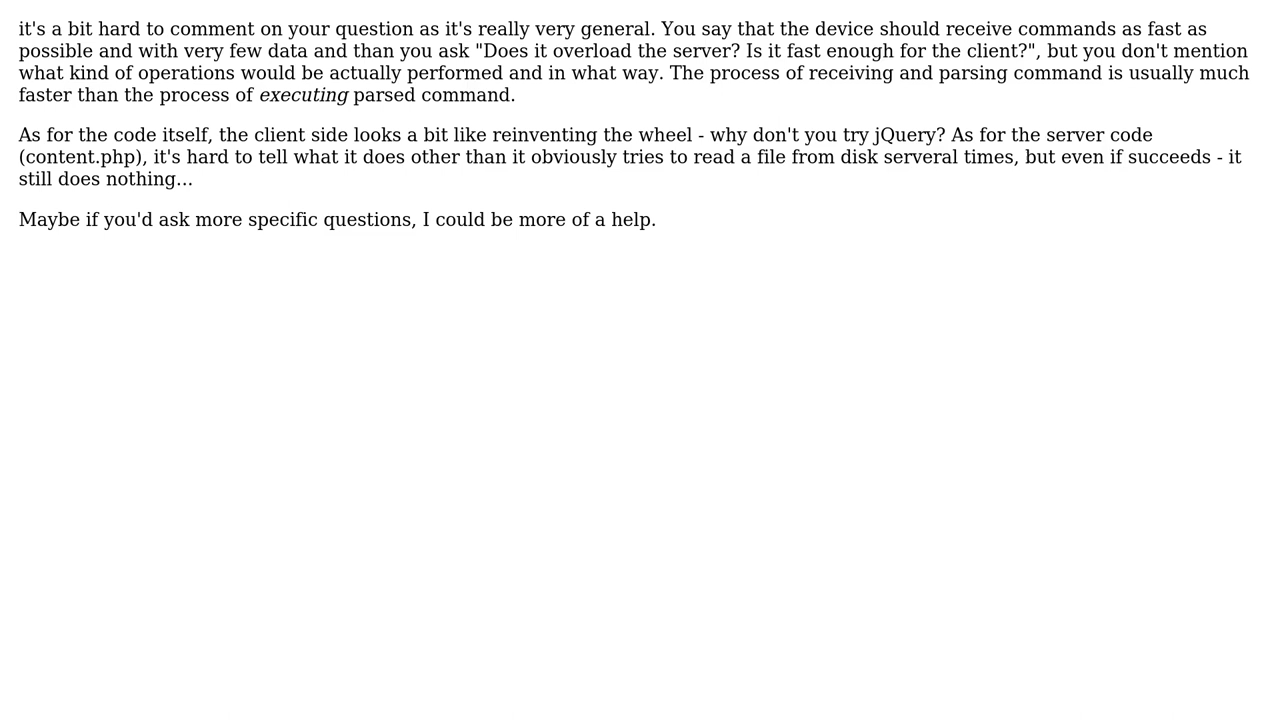 it's a bit hard to comment on your question as it's really very general. You say that the device should receive commands as fast as
possible and with very few data and than you ask "Does it overload the server? Is it fast enough for the client?", but you don't mention
what kind of operations would be actually performed and in what way. The process of receiving and parsing command is usually much
faster than the process of executing parsed command.
As for the code itself, the client side looks a bit like reinventing the wheel - why don't you try jQuery? As for the server code
(content.php), it's hard to tell what it does other than it obviously tries to read a file from disk serveral times, but even if succeeds - it
still does nothing...
Maybe if you'd ask more specific questions, I could be more of a help.